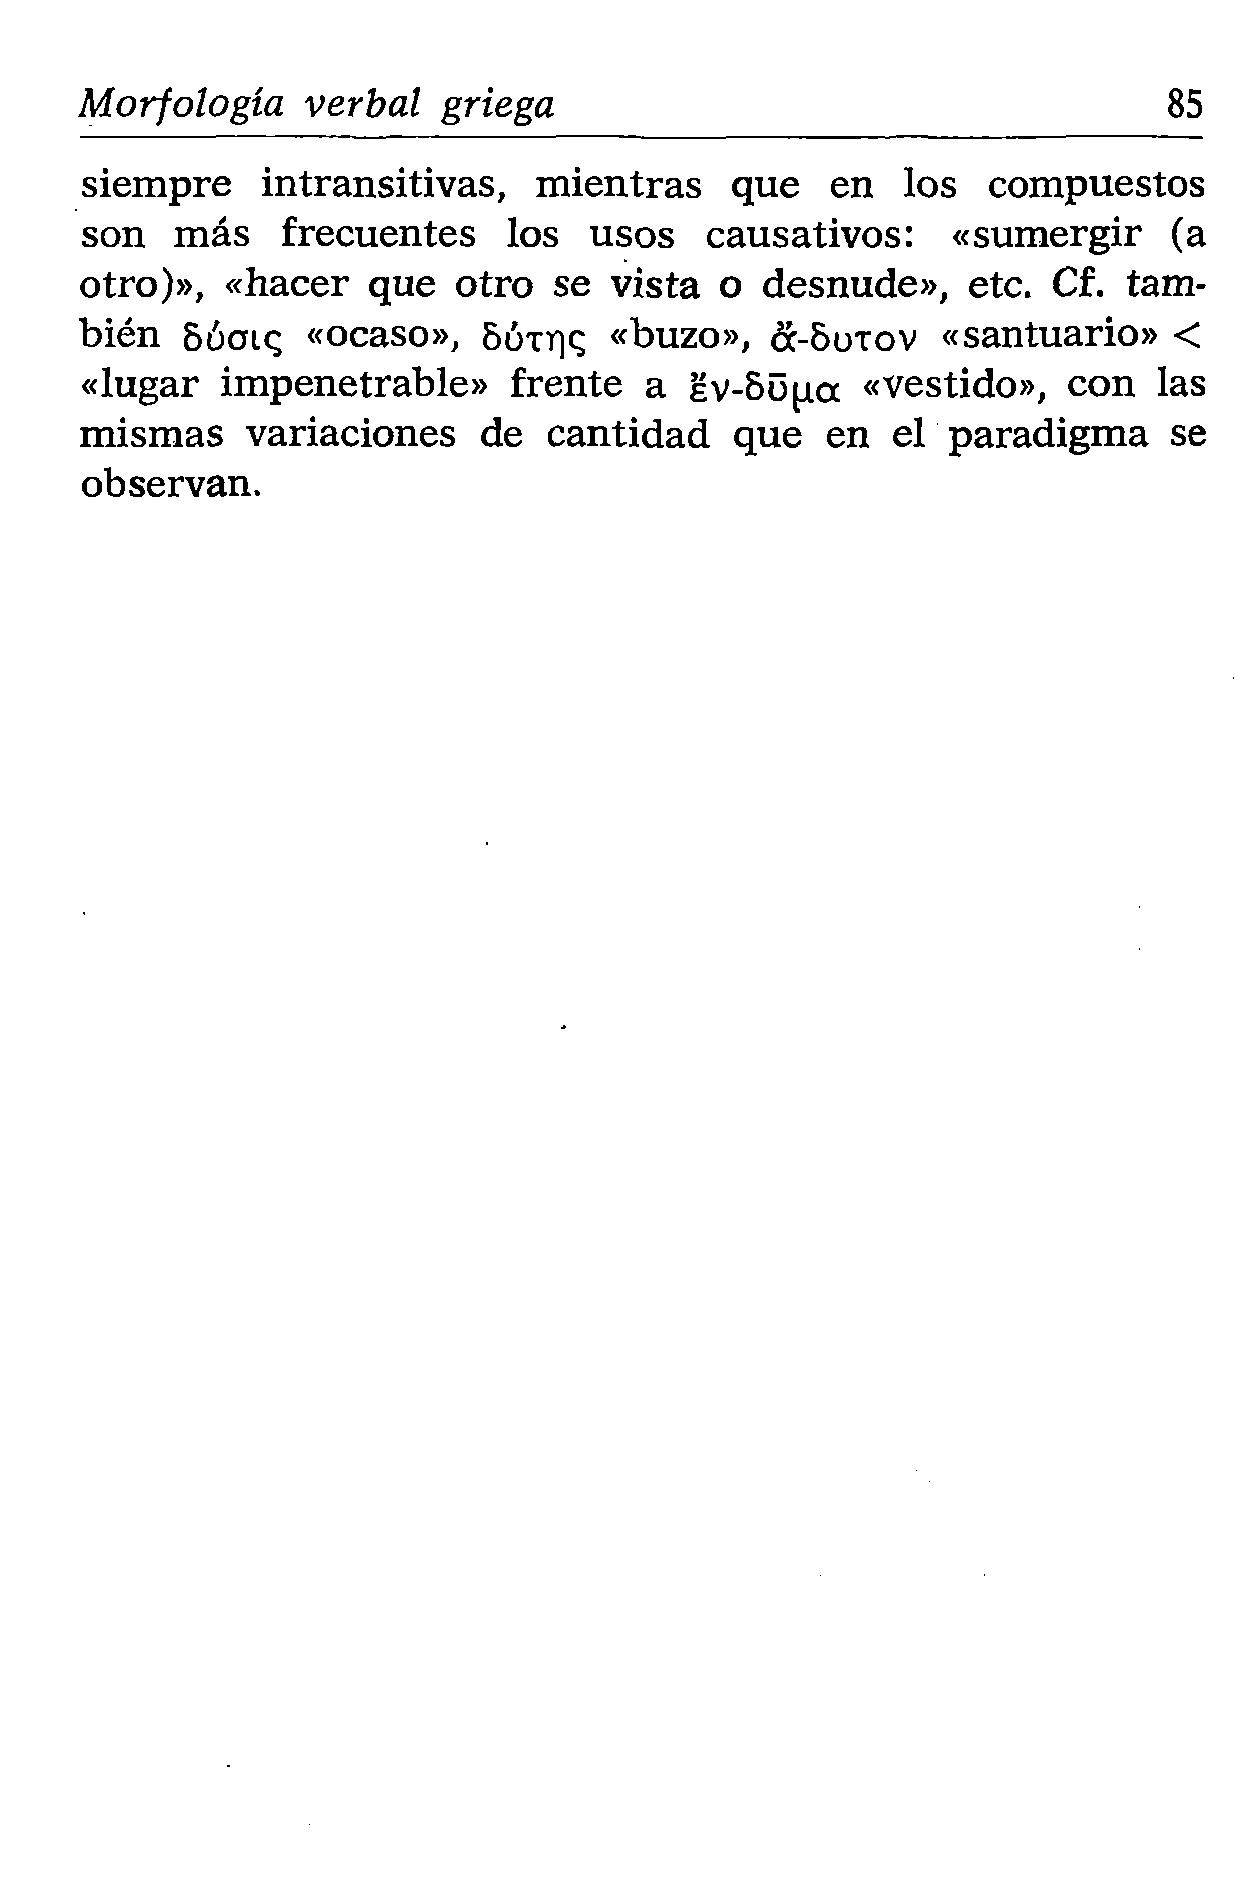 Morfología verbal griega 85
siempre intransitivas, mientras que en los compuestos
son más frecuentes los usos causativos: «sumergir (a
otro)», «hacer que otro se vista o desnude», etc. Cf. tam-
bién δύσις «ocaso», δύτης «buzo», ἄ-δυτον «santuario» <
«lugar impenetrable» frente a ἔν-δῡμα «vestido», con las
mismas variaciones de cantidad que en el paradigma se
observan.